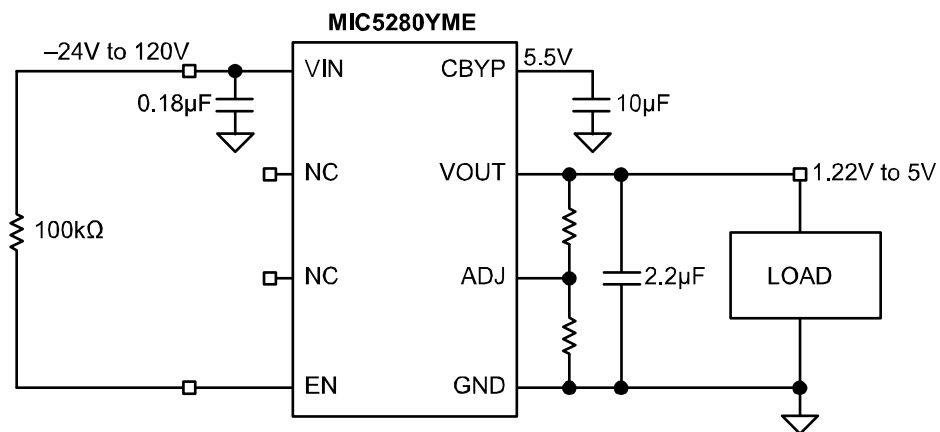 MIC5280YME
–24V to 120V
VIN
CBYP
5.5V
0.18µF
10µF
NC
VOUT
1.22V to 5V
100kΩ
NC
ADJ
2.2µF
LOAD
EN
GND